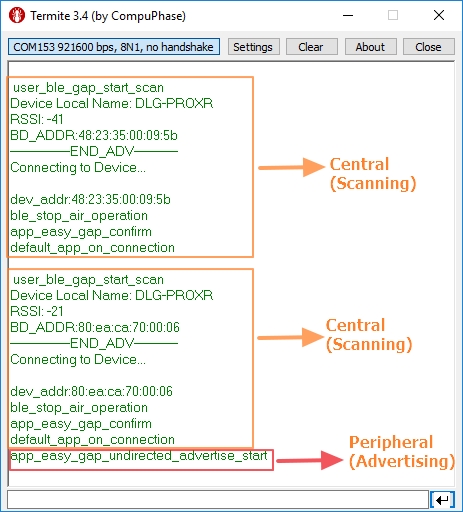 Termite 3.4 (by CompuPhase)
COM153 921600 bps, 8N1, no handshake
Settings
Clear
About
Close
user_ble_gap_start_scan
Device Local Name: DLG-PROXR
RSSI: -41
BD_ADDR:48:23:35:00:09:5b
————END_ADV————
Connecting to Device...
dev_addr:48:23:35:00:09:5b
ble_stop_air_operation
app_easy_gap_confirm
default_app_on_connection
Central
(Scanning)
user_ble_gap_start_scan
Device Local Name: DLG-PROXR
RSSI: -21
BD_ADDR:80:ea:ca:70:00:06
————END_ADV————
Connecting to Device...
dev_addr:80:ea:ca:70:00:06
ble_stop_air_operation
app_easy_gap_confirm
default_app_on_connection
Central
(Scanning)
app_easy_gap_undirected_advertise_start
Peripheral
(Advertising)